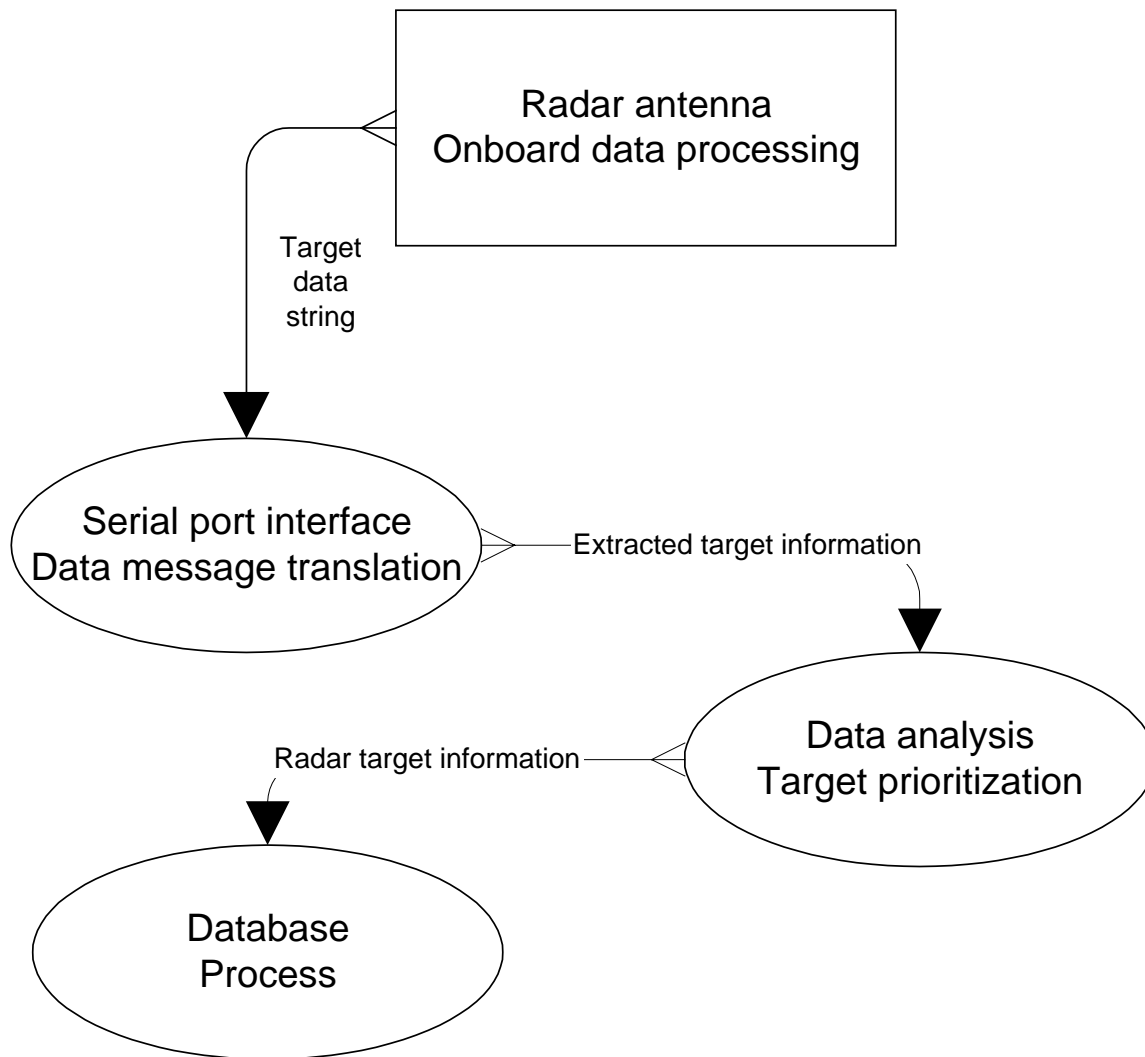 Radar antenna
Onboard data processing
Target
data
string
Serial port interface
Data message translation
Extracted target information
Data analysis
Target prioritization
Radar target information
Database
Process